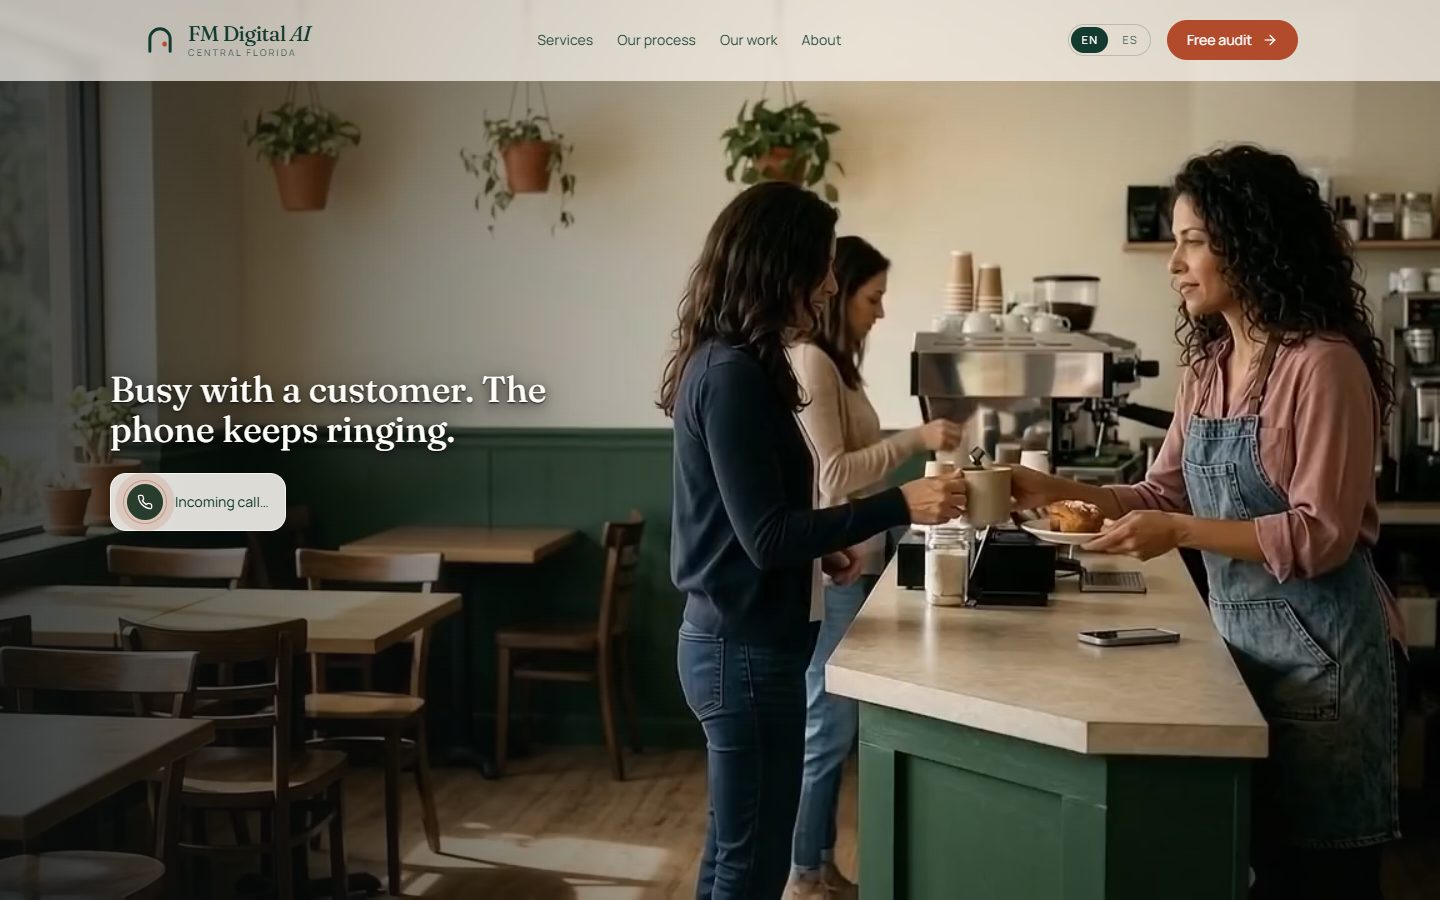 FM Digital AI
CENTRAL FLORIDA
Services
Our process
Our work
About
EN
ES
Free audit
Busy with a customer. The
phone keeps ringing.
Incoming call...